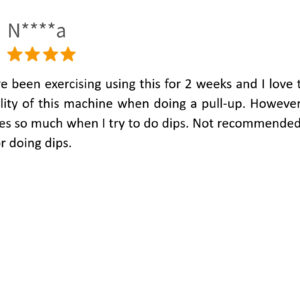 N****a
e been exercising using this for 2 weeks and I love
lity of this machine when doing a pull-up. However
es so much when I try to do dips. Not recommended
r doing dips.